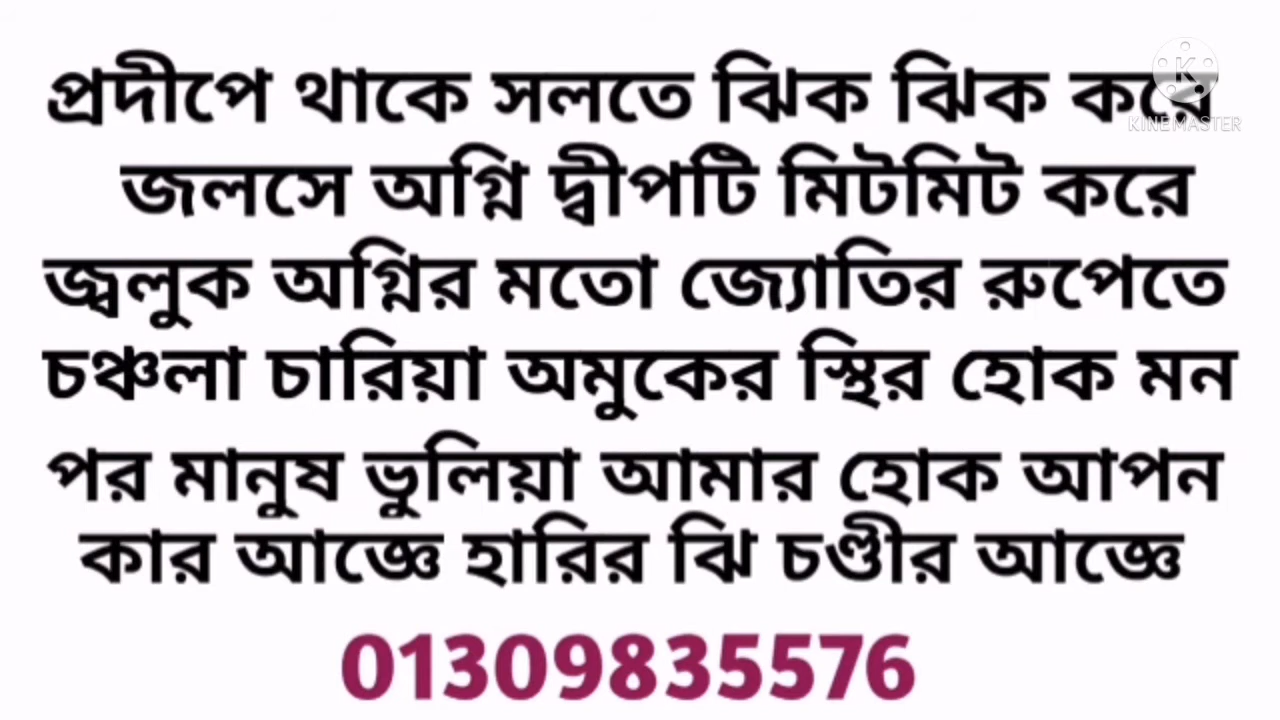 প্রদীপে থাকে সলতে ঝিক ঝিক করে
KINEMASTER
জলসে অগ্নি দ্বীপটি মিটমিট করে
জ্বলুক অগ্নির মতো জ্যোতির রুপেতে
চঞ্চলা চারিয়া অমুকের স্থির হোক মন
পর মানুষ ভুলিয়া আমার হোক আপন
কার আজ্ঞে হারির ঝি চণ্ডীর আজ্ঞে
01309835576